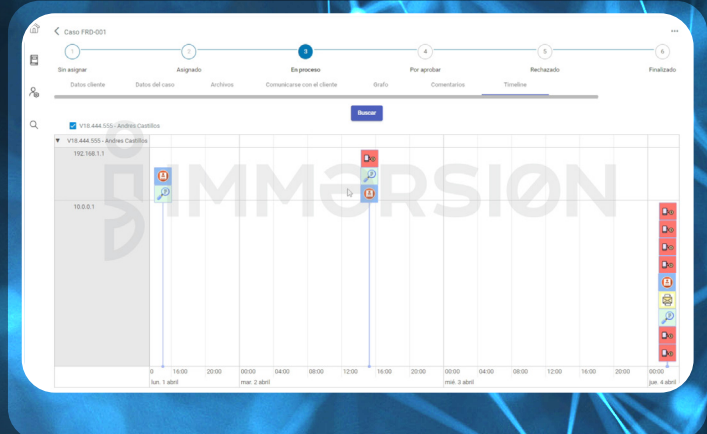 Caso FRD-001
1 2 3 4 5 6
Sin asignar Asignado En proceso Por aprobar Rechazado Finalizado
Datos cliente Datos del caso Archivos Comunicarse con el cliente Grafo Comentarios Timeline
Buscar
V18.444.555 - Andres Castillos
V18.444.555 - Andres Castillos
192.168.1.1
IMMERSION
10.0.0.1
0 16:00 20:00 00:00 04:00 08:00 12:00 16:00 20:00 00:00 04:00 08:00 12:00 16:00 20:00 00:00
lun. 1 abril mar. 2 abril mié. 3 abril jue. 4 abril